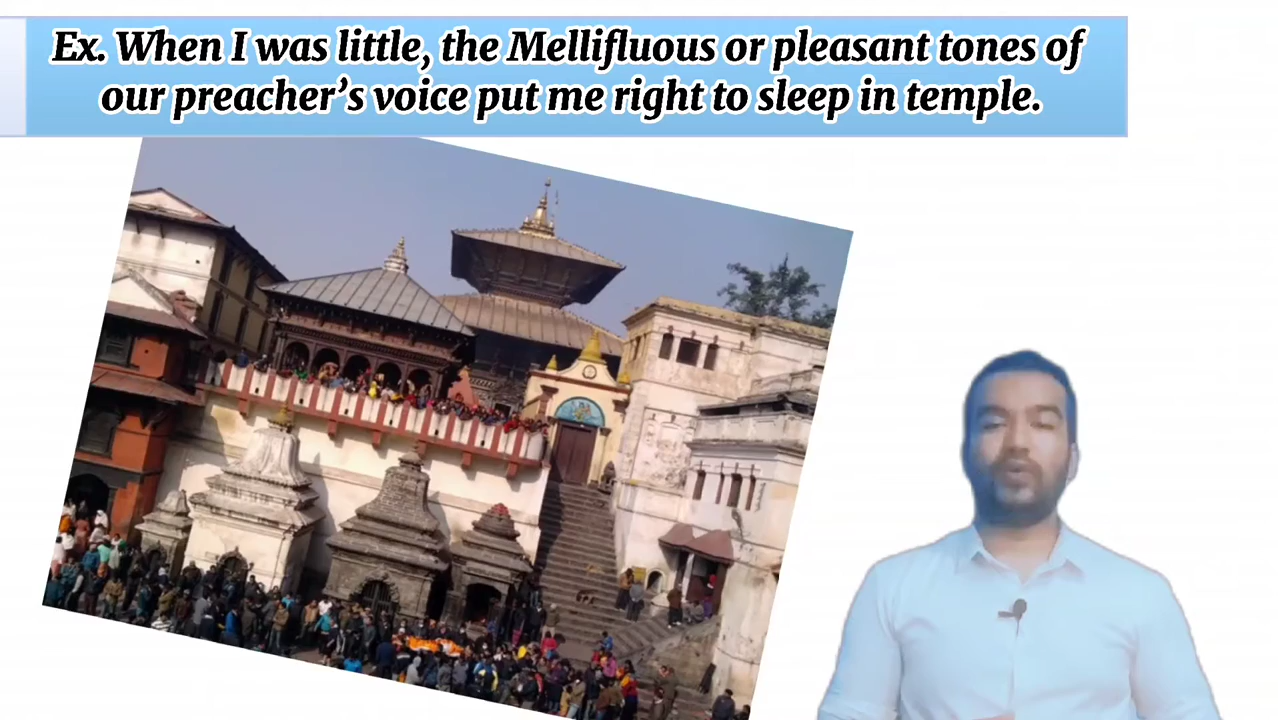 Ex. When I was little, the Mellifluous or pleasant tones of
our preacher’s voice put me right to sleep in temple.